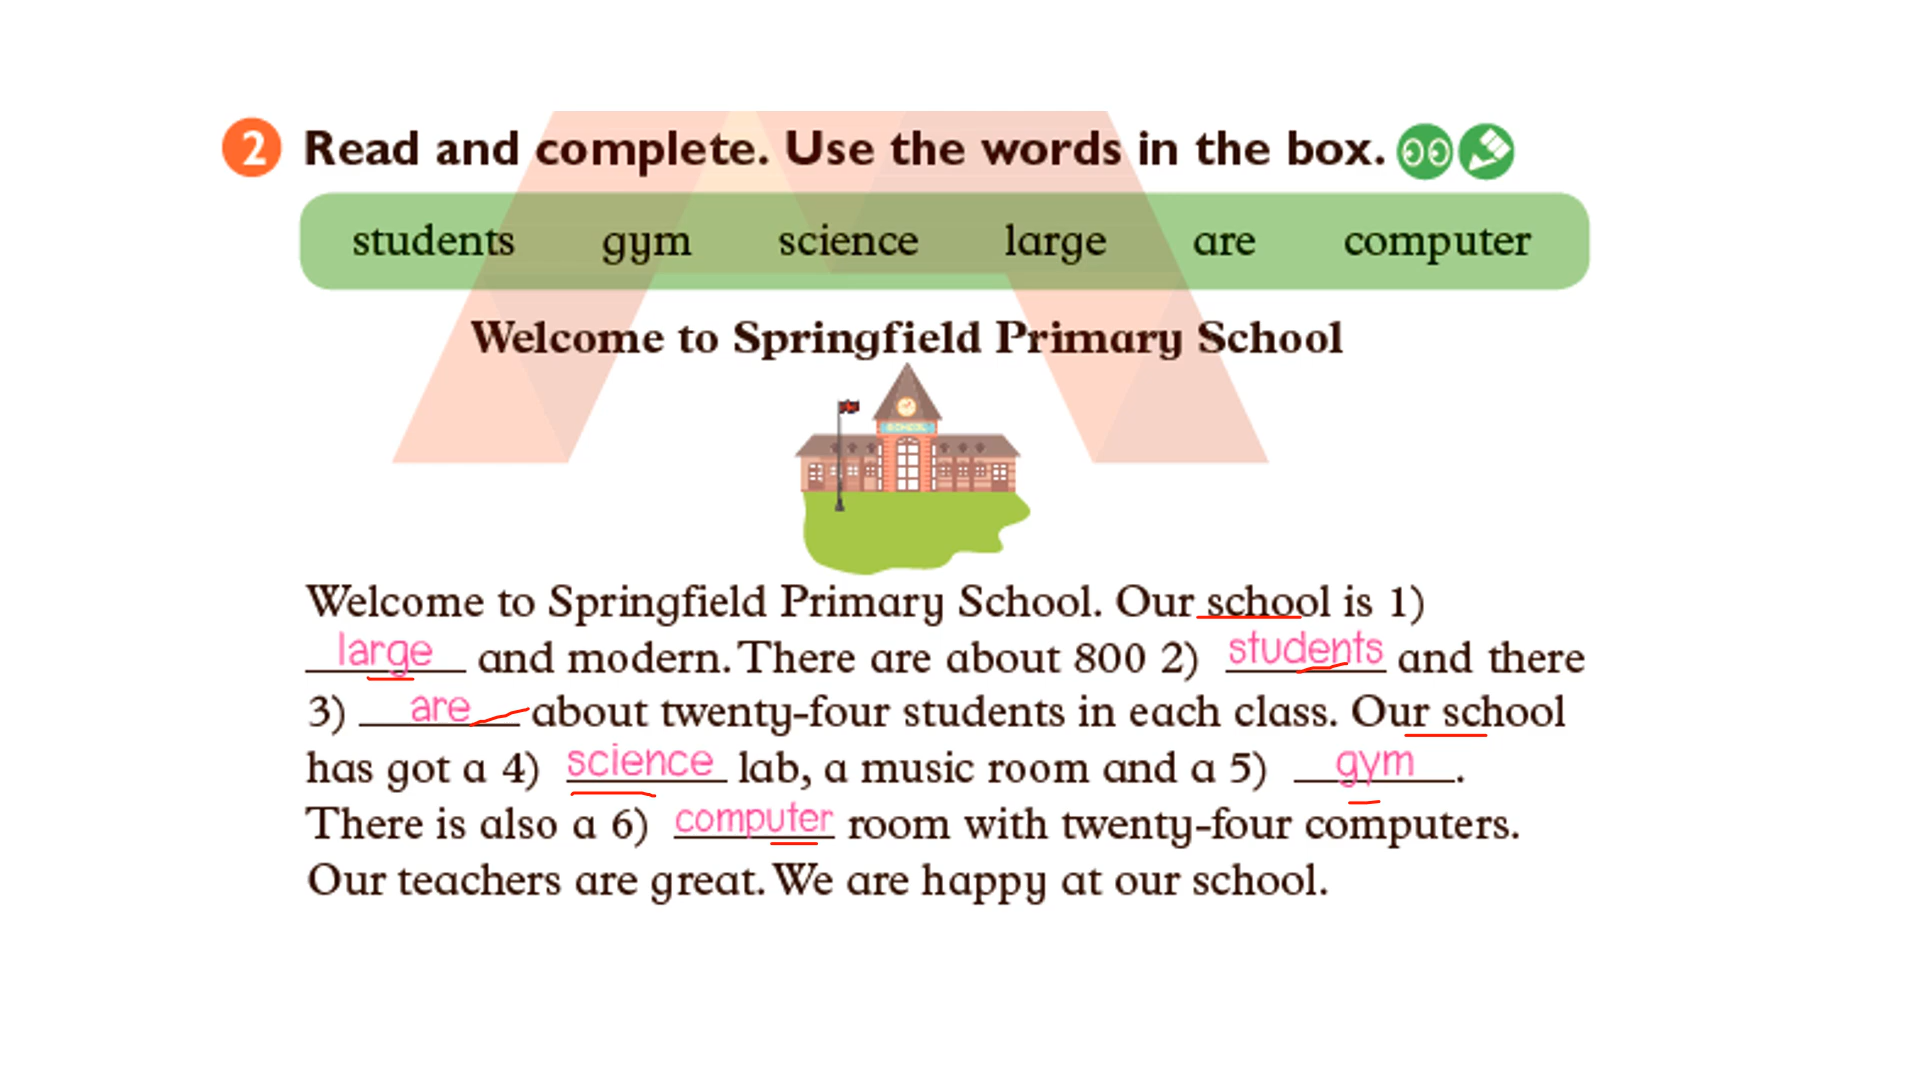 2 Read and complete. Use the words in the box.
students gym science large are computer
Welcome to Springfield Primary School
SCHOOL
Welcome to Springfield Primary School. Our school is 1)
large and modern. There are about 800 2) students and there
3) are about twenty-four students in each class. Our school
has got a 4) science lab, a music room and a 5) gym.
There is also a 6) computer room with twenty-four computers.
Our teachers are great. We are happy at our school.